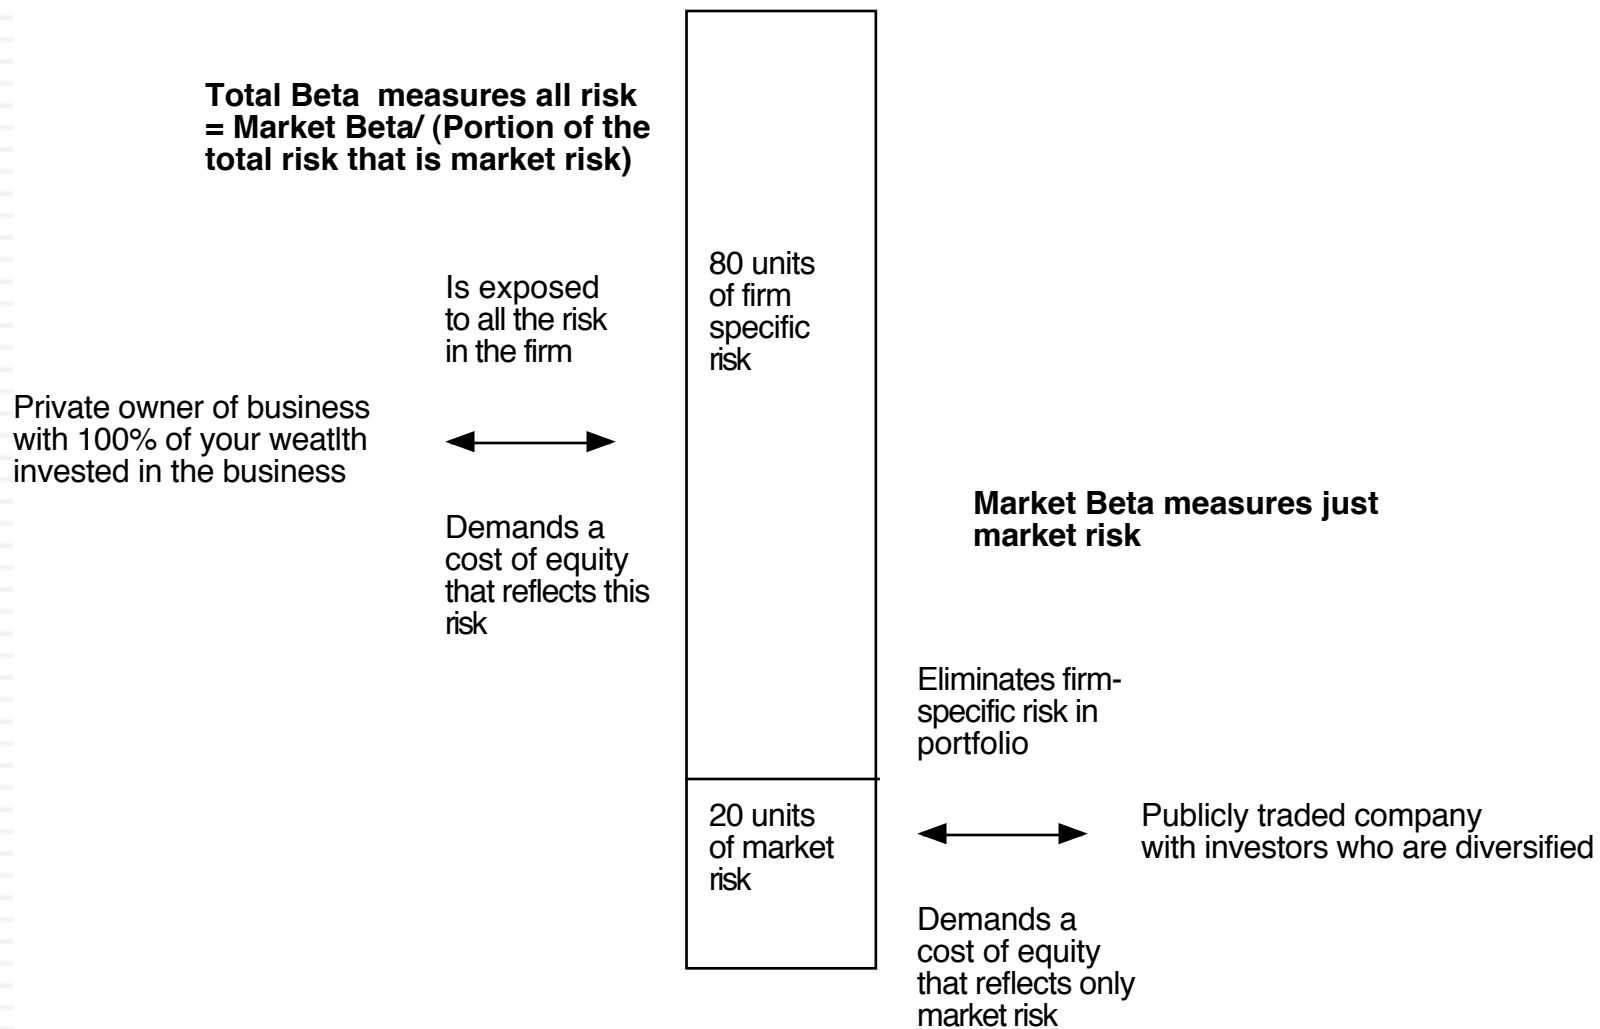 Total Beta  measures all risk
= Market Beta/ (Portion of the
total risk that is market risk)
80 units
of firm
specific
risk
Is exposed
to all the risk
in the firm
Private owner of business
with 100% of your weatlth
invested in the business
Demands a
cost of equity
that reflects this
risk
Market Beta measures just
market risk
Eliminates firm-
specific risk in
portfolio
20 units
of market
risk
Publicly traded company
with investors who are diversified
Demands a
cost of equity
that reflects only
market risk